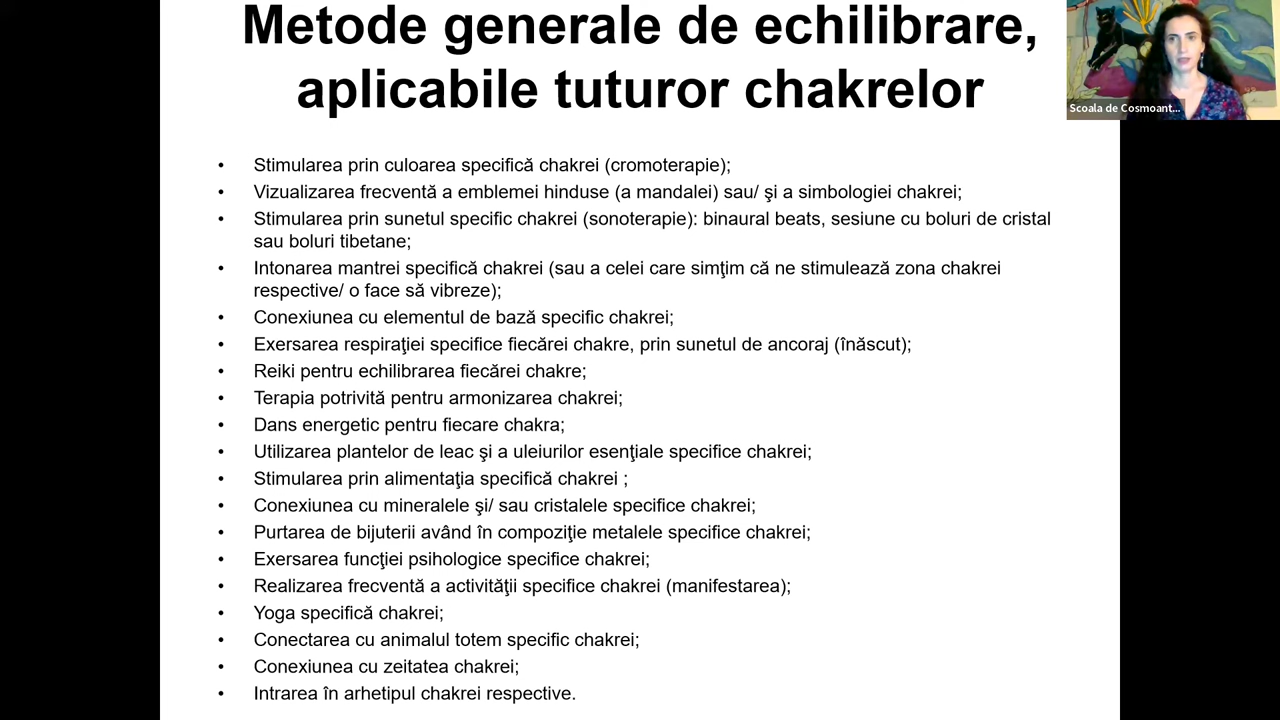 Metode generale de echilibrare,
aplicabile tuturor chakrelor
Scoala de Cosmoant...
• Stimularea prin culoarea specifică chakrei (cromoterapie);
• Vizualizarea frecventă a emblemei hinduse (a mandalei) sau/ şi a simbologiei chakrei;
• Stimularea prin sunetul specific chakrei (sonoterapie): binaural beats, sesiune cu boluri de cristal
sau boluri tibetane;
• Intonarea mantrei specifică chakrei (sau a celei care simţim că ne stimulează zona chakrei
respective/ o face să vibreze);
• Conexiunea cu elementul de bază specific chakrei;
• Exersarea respiraţiei specifice fiecărei chakre, prin sunetul de ancoraj (înăscut);
• Reiki pentru echilibrarea fiecărei chakre;
• Terapia potrivită pentru armonizarea chakrei;
• Dans energetic pentru fiecare chakra;
• Utilizarea plantelor de leac şi a uleiurilor esenţiale specifice chakrei;
• Stimularea prin alimentaţia specifică chakrei ;
• Conexiunea cu mineralele şi/ sau cristalele specifice chakrei;
• Purtarea de bijuterii având în compoziţie metalele specifice chakrei;
• Exersarea funcţiei psihologice specifice chakrei;
• Realizarea frecventă a activităţii specifice chakrei (manifestarea);
• Yoga specifică chakrei;
• Conectarea cu animalul totem specific chakrei;
• Conexiunea cu zeitatea chakrei;
• Intrarea în arhetipul chakrei respective.